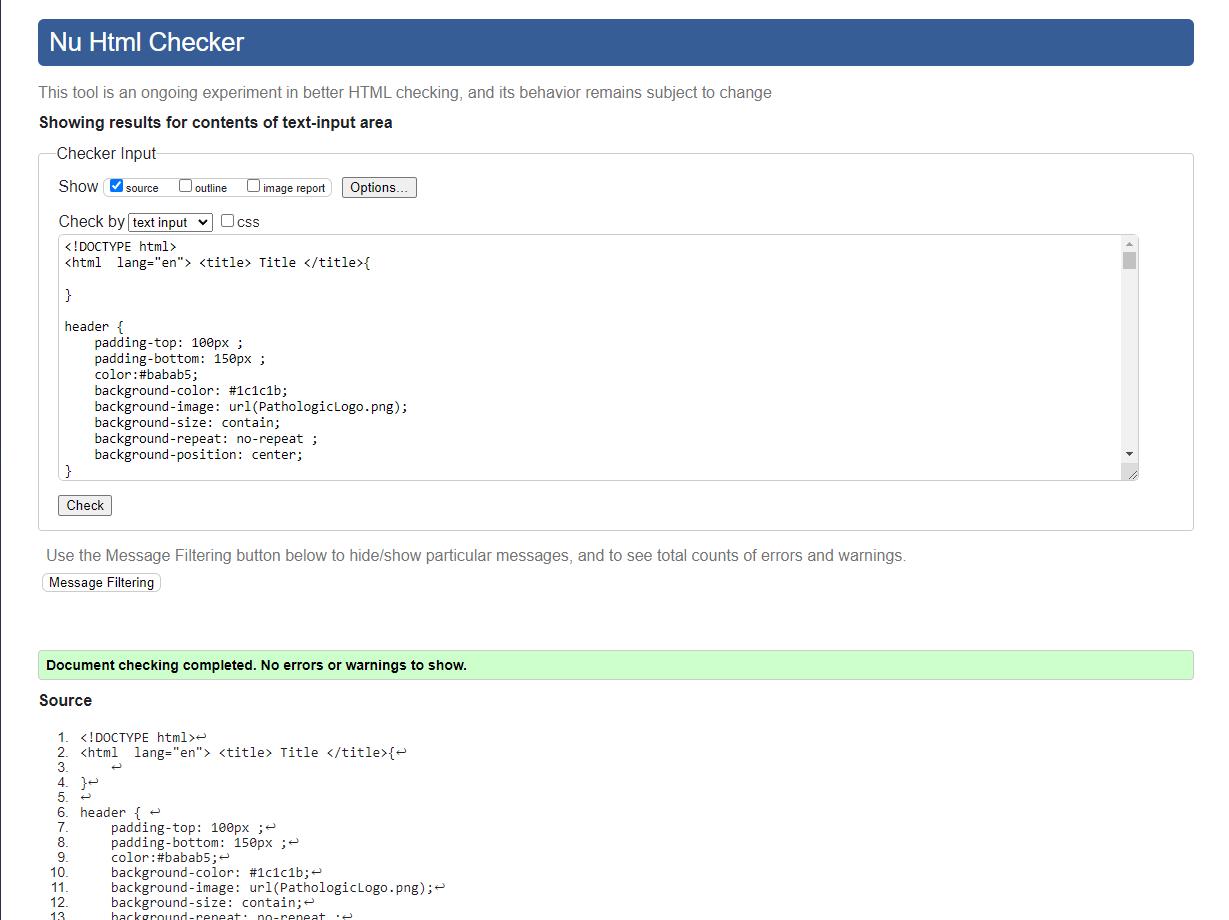 Nu Html Checker
This tool is an ongoing experiment in better HTML checking, and its behavior remains subject to change
Showing results for contents of text-input area
Checker Input
Show source outline image report Options...
Check by text input css
<!DOCTYPE html>
<html  lang="en"> <title> Title </title>{
}
header {
    padding-top: 100px ;
    padding-bottom: 150px ;
    color:#babab5;
    background-color: #1c1c1b;
    background-image: url(PathologicLogo.png);
    background-size: contain;
    background-repeat: no-repeat ;
    background-position: center;
}
Check
Use the Message Filtering button below to hide/show particular messages, and to see total counts of errors and warnings.
Message Filtering
Document checking completed. No errors or warnings to show.
Source
1. <!DOCTYPE html>↩
2. <html  lang="en"> <title> Title </title>{↩
3.     ↩
4. }↩
5. ↩
6. header { ↩
7.     padding-top: 100px ;↩
8.     padding-bottom: 150px ;↩
9.     color:#babab5;↩
10.     background-color: #1c1c1b;↩
11.     background-image: url(PathologicLogo.png);↩
12.     background-size: contain;↩
13.     background-repeat: no-repeat ;↩